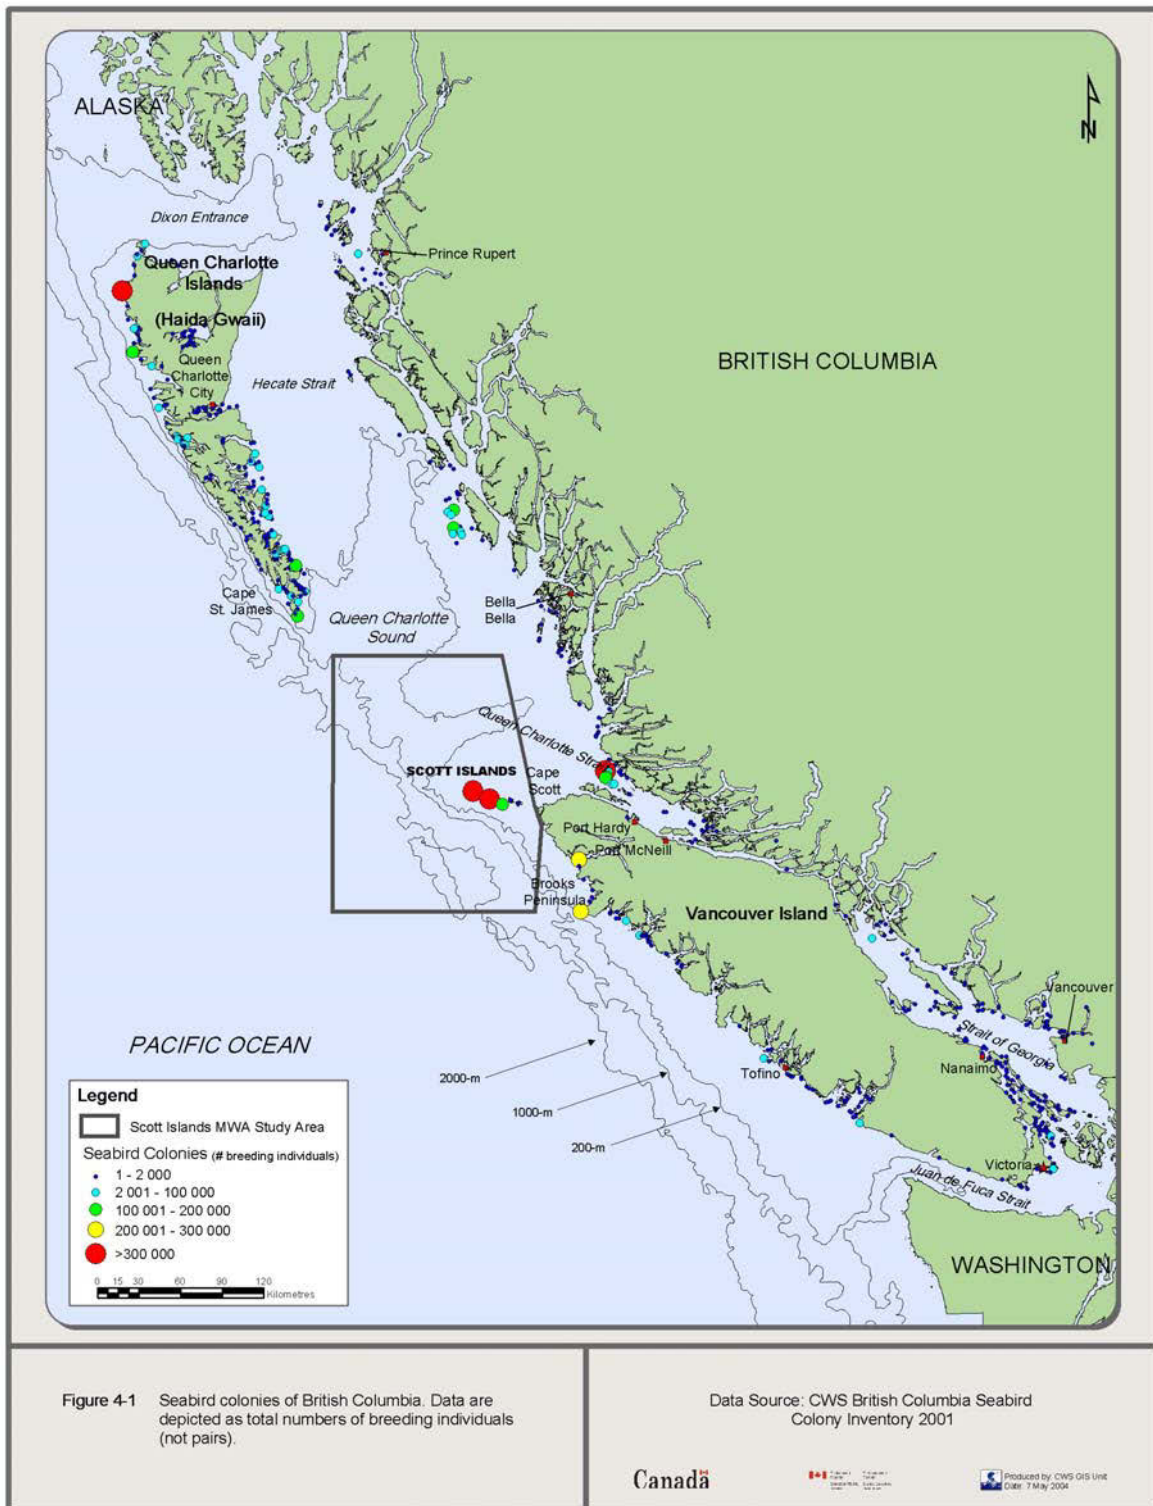 ALASKA
N
Dixon Entrance
Queen Charlotte
Islands
(Haida Gwaii)
Prince Rupert
BRITISH COLUMBIA
Queen
Charlotte
City
Hecate Strait
Cape
St. James
Bella
Bella
Queen Charlotte
Sound
Queen Charlotte Strait
SCOTT ISLANDS
Cape
Scott
Port Hardy
Port McNeill
Brooks
Peninsula
Vancouver Island
Vancouver
Strait of Georgia
PACIFIC OCEAN
2000-m
Tofino
Nanaimo
1000-m
200-m
Victoria
Juan de Fuca Strait
WASHINGTON
Legend
Scott Islands MWA Study Area
Seabird Colonies (# breeding individuals)
1 - 2 000
2 001 - 100 000
100 001 - 200 000
200 001 - 300 000
>300 000
0 15 30 60 90 120
Kilometres
Figure 4-1 Seabird colonies of British Columbia. Data are
depicted as total numbers of breeding individuals
(not pairs).
Data Source: CWS British Columbia Seabird
Colony Inventory 2001
Canada
Produced by: CWS GIS Unit
Date: 7 May 2004